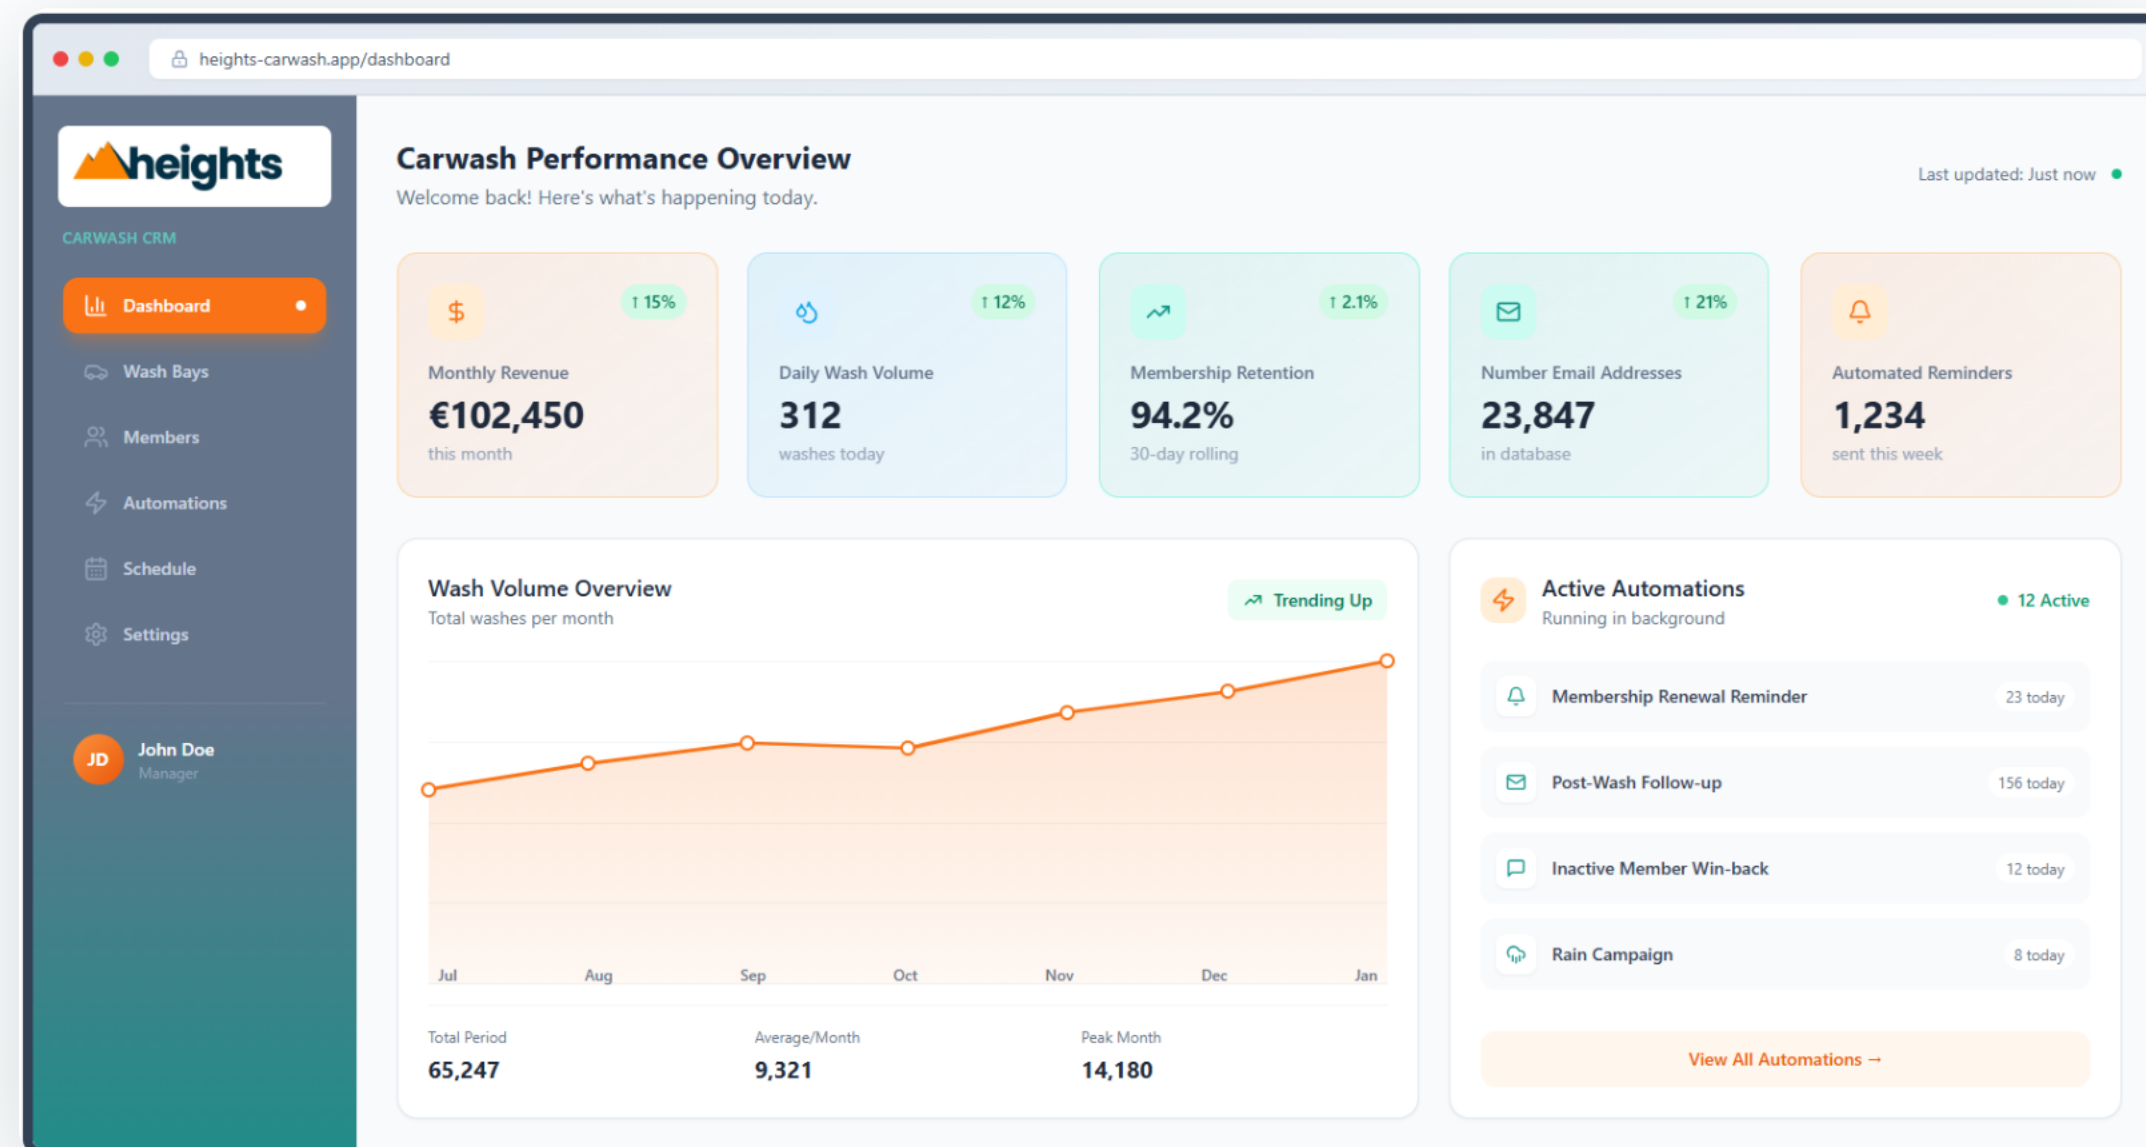 heights-carwash.app/dashboard
heights
CARWASH CRM
Dashboard
Wash Bays
Members
Automations
Schedule
Settings
JD
John Doe
Manager
Carwash Performance Overview
Welcome back! Here's what's happening today.
Last updated: Just now
↑ 15%
Monthly Revenue
€102,450
this month
↑ 12%
Daily Wash Volume
312
washes today
↑ 2.1%
Membership Retention
94.2%
30-day rolling
↑ 21%
Number Email Addresses
23,847
in database
Automated Reminders
1,234
sent this week
Wash Volume Overview
Total washes per month
Trending Up
Jul Aug Sep Oct Nov Dec Jan
Total Period
65,247
Average/Month
9,321
Peak Month
14,180
Active Automations
Running in background
12 Active
Membership Renewal Reminder 23 today
Post-Wash Follow-up 156 today
Inactive Member Win-back 12 today
Rain Campaign 8 today
View All Automations →